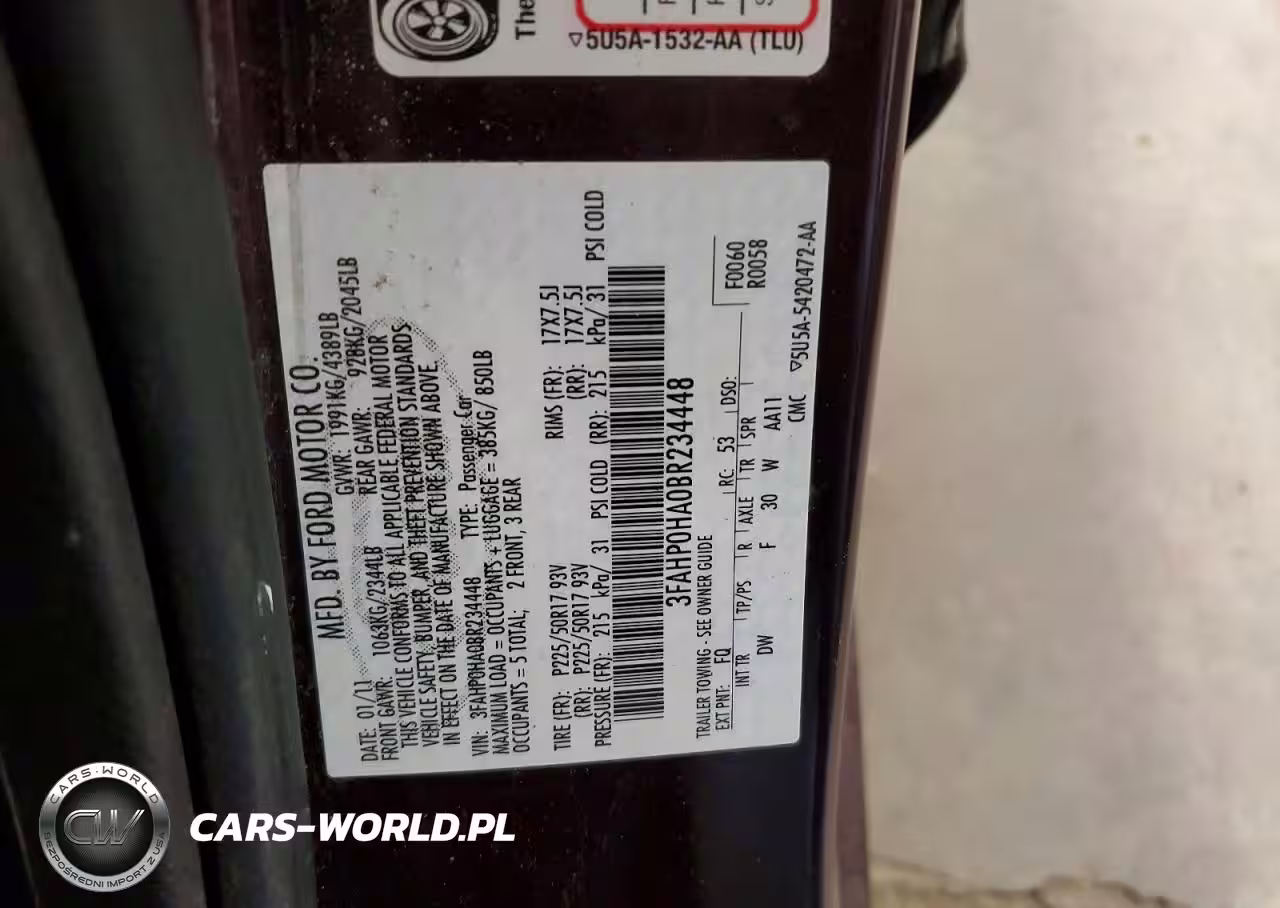 The
▽5U5A-1532-AA (TLU)
MFD. BY FORD MOTOR CO.
DATE: 01/11 GVWR: 1991KG/4389LB
FRONT GAWR: 1063KG/2344LB REAR GAWR: 928KG/2045LB
THIS VEHICLE CONFORMS TO ALL APPLICABLE FEDERAL MOTOR
VEHICLE SAFETY, BUMPER, AND THEFT PREVENTION STANDARDS
IN EFFECT ON THE DATE OF MANUFACTURE SHOWN ABOVE
VIN: 3FAHP0HA0BR234448 TYPE: Passenger Car
MAXIMUM LOAD = OCCUPANTS + LUGGAGE = 385KG/ 850LB
OCCUPANTS = 5 TOTAL; 2 FRONT, 3 REAR
TIRE (FR): P225/50R17 93V RIMS (FR): 17X7.5J
(RR): P225/50R17 93V (RR): 17X7.5J
PRESSURE (FR): 215 kPa/ 31 PSI COLD (RR): 215 kPa/ 31 PSI COLD
3FAHP0HA0BR234448
TRAILER TOWING - SEE OWNER GUIDE
F0060
R0058
EXT PNT: FQ RC: 53 DSO:
INT TR TP/PS R AXLE TR SPR
DW F 30 W AA11
CMC ▽5U5A-5420472-AA
CARS-WORLD
CW
BEZPOŚREDNI IMPORT Z USA
CARS-WORLD.PL